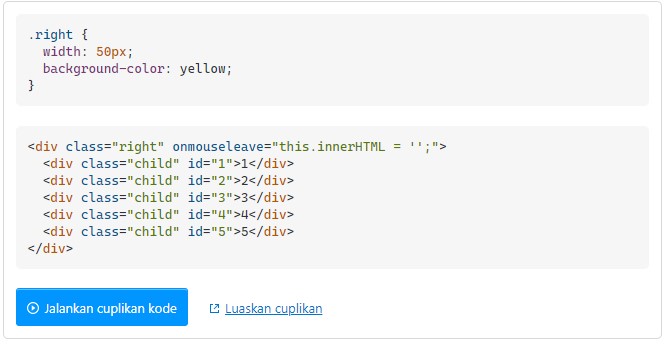 .right {
  width: 50px;
  background-color: yellow;
}
<div class="right" onmouseleave="this.innerHTML = '';">
  <div class="child" id="1">1</div>
  <div class="child" id="2">2</div>
  <div class="child" id="3">3</div>
  <div class="child" id="4">4</div>
  <div class="child" id="5">5</div>
</div>
Jalankan cuplikan kode Luaskan cuplikan